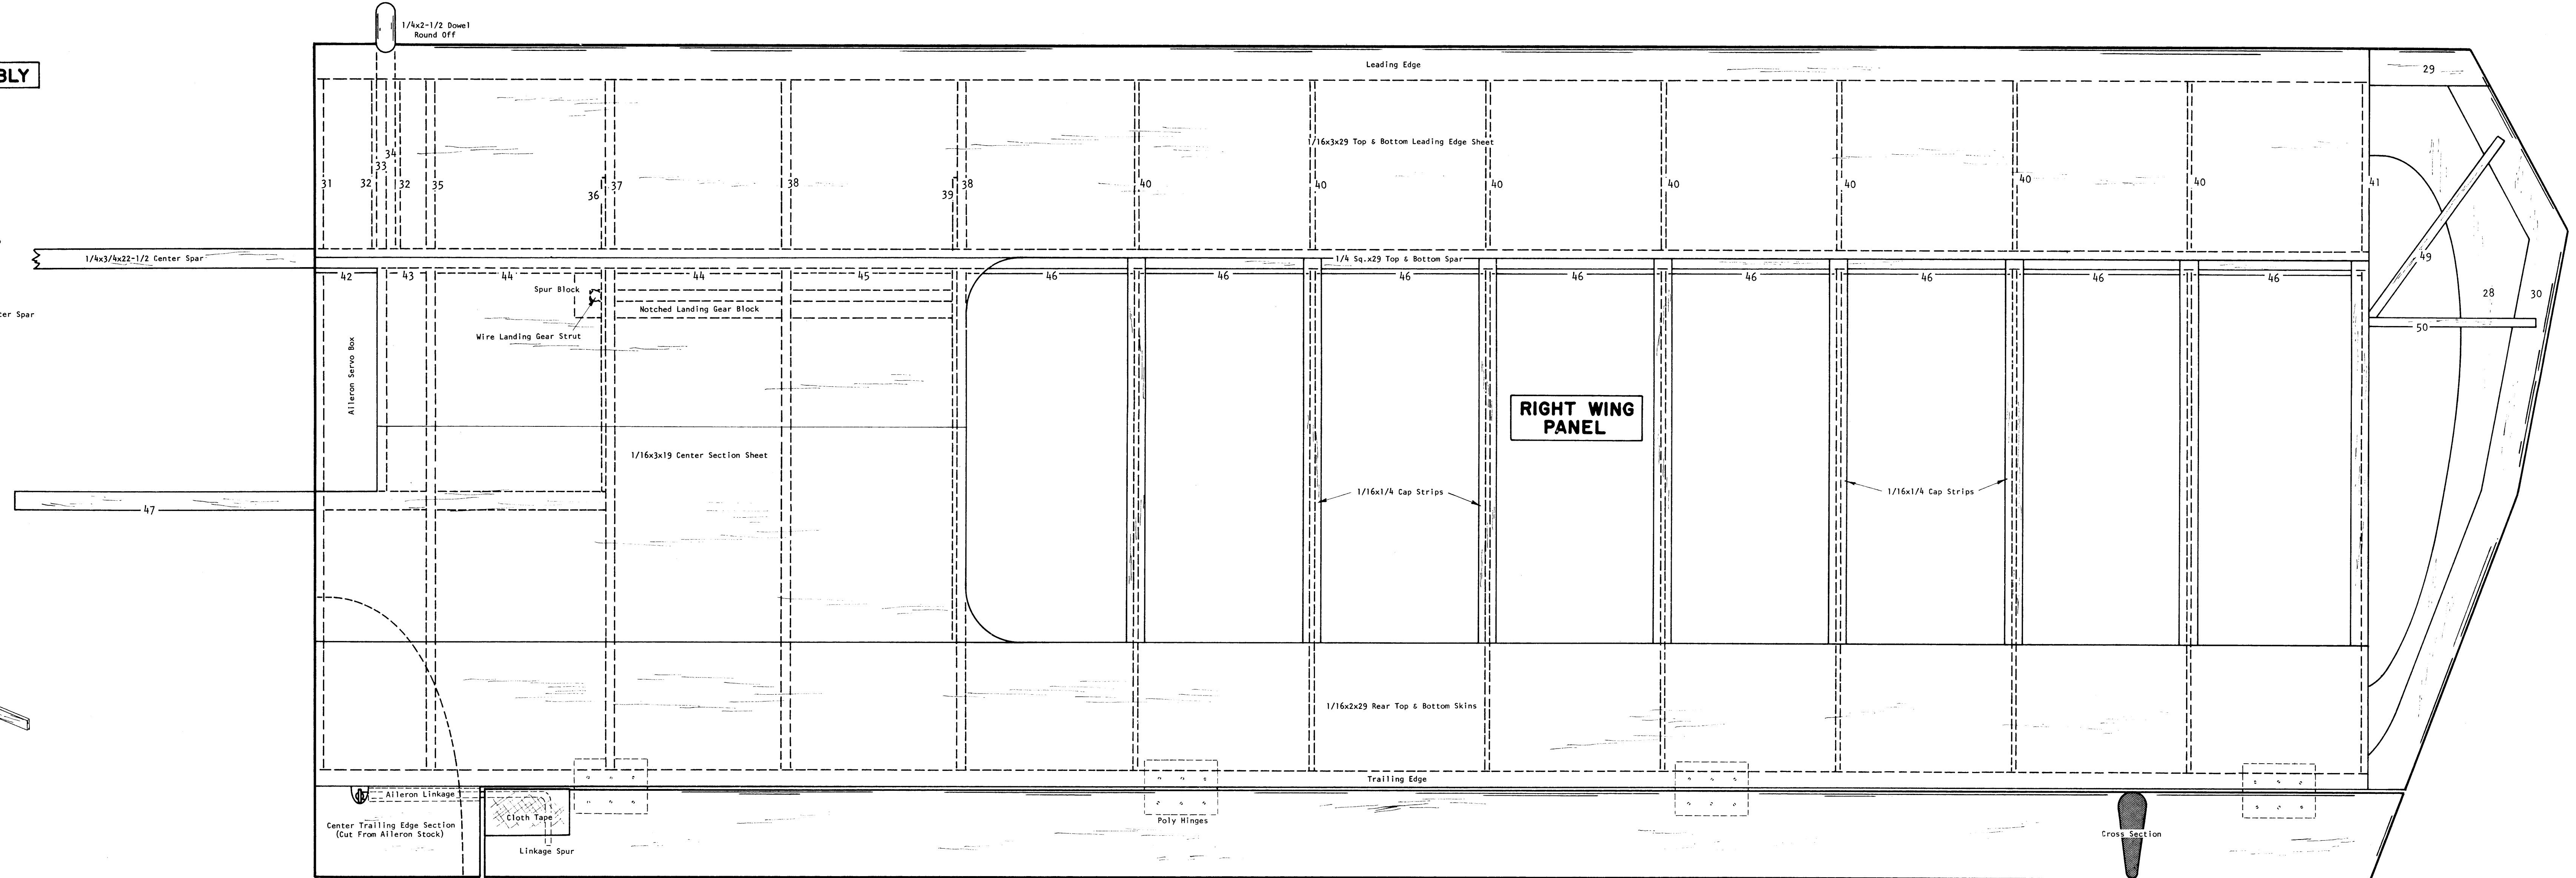 1/4x2-1/2 Dowel
Round Off
BLY
Leading Edge
29
1/16x3x29 Top & Bottom Leading Edge Sheet
34
33
31
32
32
35
36
37
38
39
38
40
40
40
40
40
40
40
41
1/4x3/4x22-1/2 Center Spar
1/4 Sq.x29 Top & Bottom Spar
49
42
43
44
44
45
46
46
46
46
46
46
46
46
Spur Block
28
30
Notched Landing Gear Block
ter Spar
50
Wire Landing Gear Strut
Aileron Servo Box
RIGHT WING
PANEL
1/16x3x19 Center Section Sheet
1/16x1/4 Cap Strips
1/16x1/4 Cap Strips
47
1/16x2x29 Rear Top & Bottom Skins
Trailing Edge
Aileron Linkage
Cloth Tape
Center Trailing Edge Section
(Cut From Aileron Stock)
Poly Hinges
Cross Section
Linkage Spur